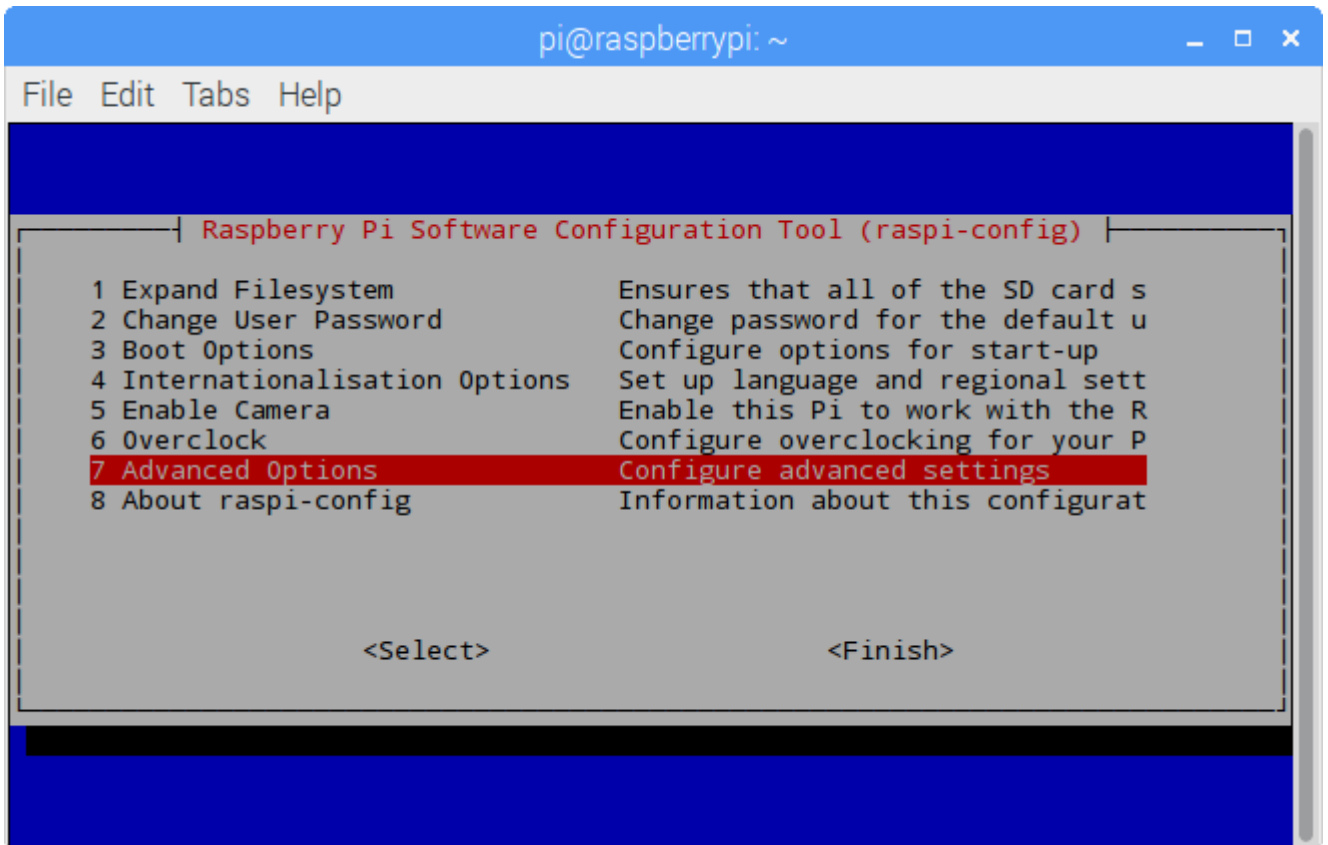 pi@raspberrypi: ~
File Edit Tabs Help
Raspberry Pi Software Configuration Tool (raspi-config)
1 Expand Filesystem Ensures that all of the SD card s
2 Change User Password Change password for the default u
3 Boot Options Configure options for start-up
4 Internationalisation Options Set up language and regional sett
5 Enable Camera Enable this Pi to work with the R
6 Overclock Configure overclocking for your P
7 Advanced Options Configure advanced settings
8 About raspi-config Information about this configurat
<Select> <Finish>